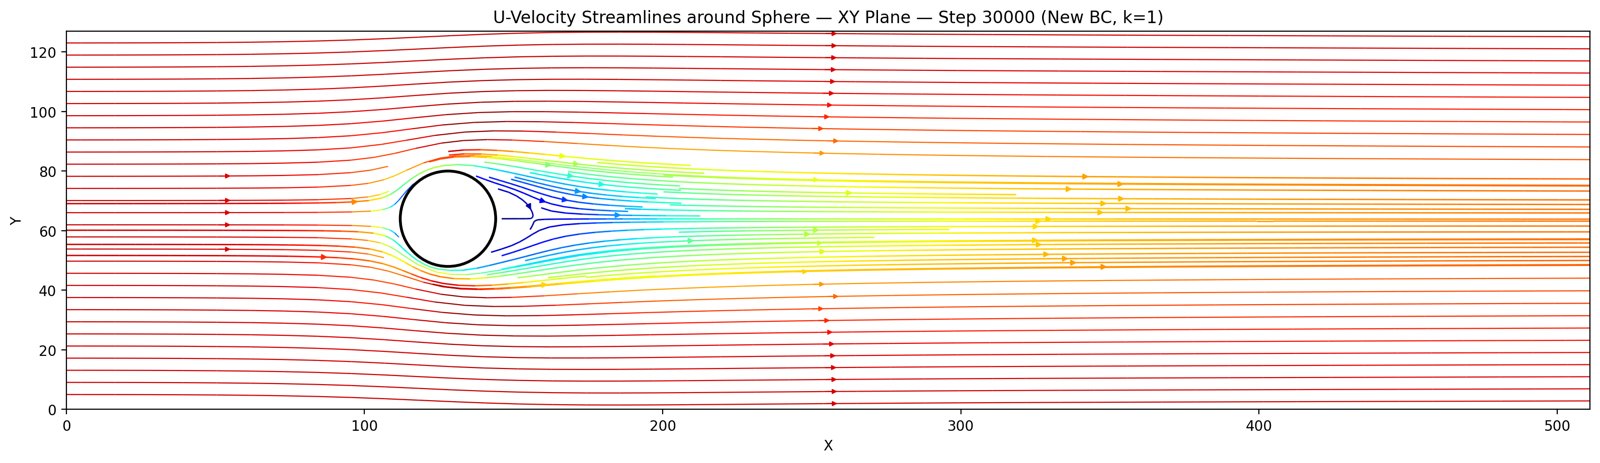 U-Velocity Streamlines around Sphere — XY Plane — Step 30000 (New BC, k=1)
120
100
80
60
40
20
0
Y
0 100 200 300 400 500
X